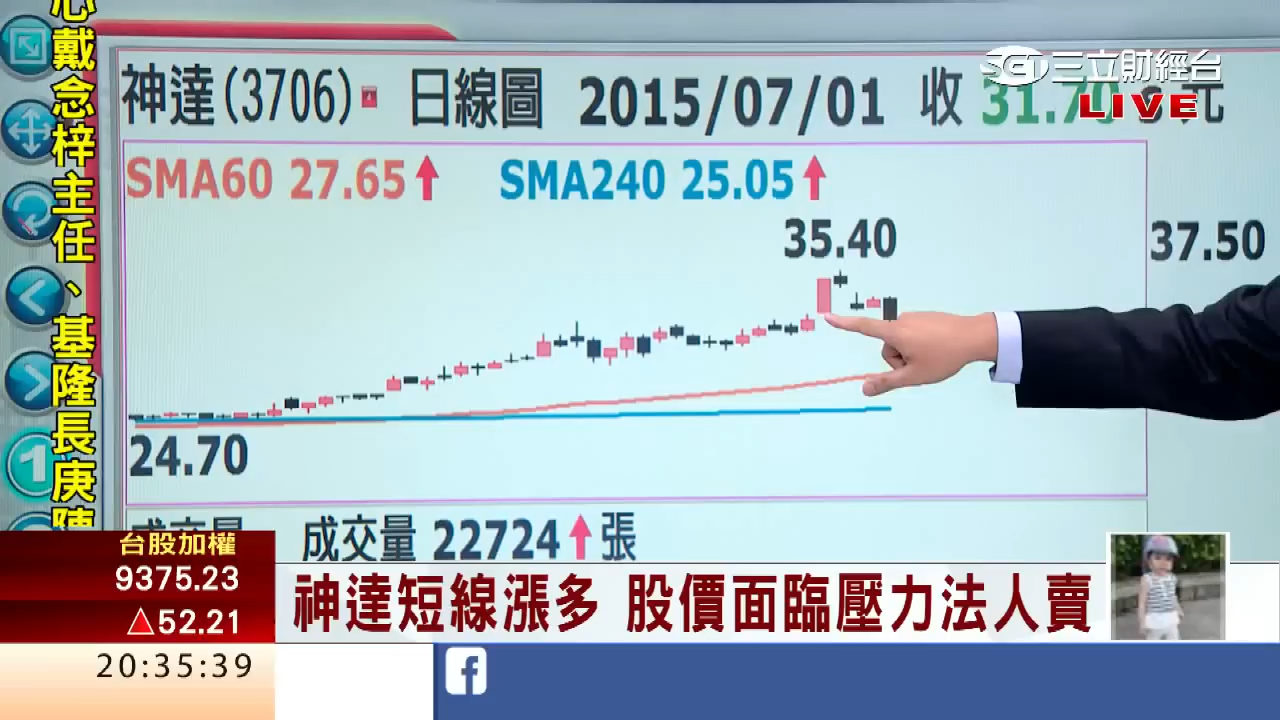 心戴念梓主任、基隆長庚陳
三立財經台
LIVE
神達(3706) 日線圖 2015/07/01 收 31.70 元
SMA60 27.65↑ SMA240 25.05↑
35.40
37.50
24.70
成交量 成交量 22724↑張
1
台股加權
9375.23
△52.21
神達短線漲多 股價面臨壓力法人賣
20:35:39
f